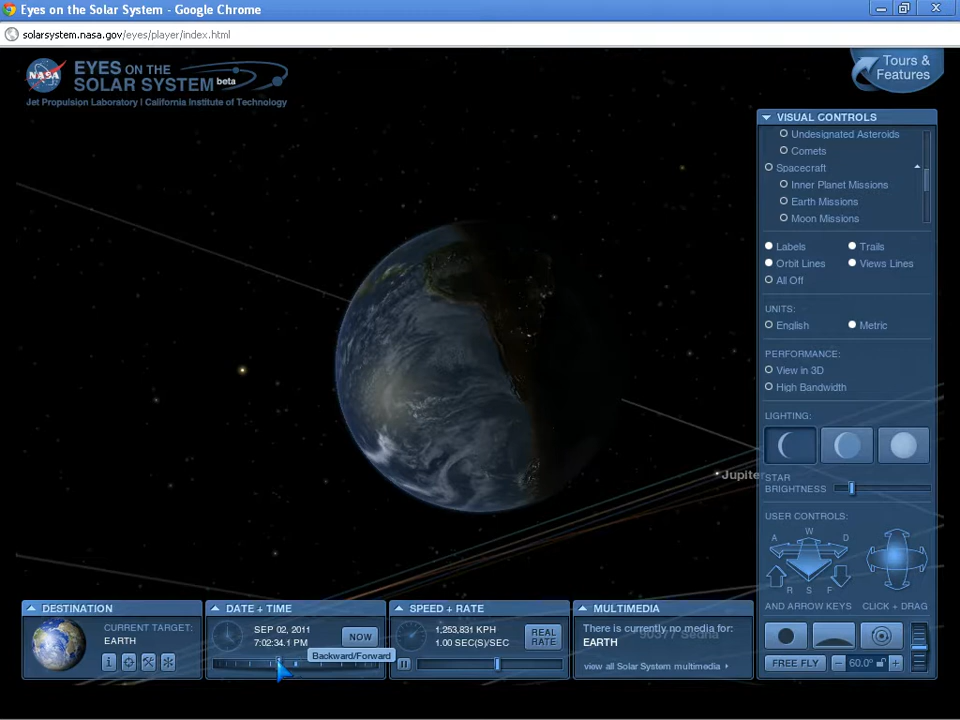 Eyes on the Solar System - Google Chrome
solarsystem.nasa.gov/eyes/player/index.html
NASA
EYES ON THE
SOLAR SYSTEM beta
Jet Propulsion Laboratory | California Institute of Technology
Tours &
Features
VISUAL CONTROLS
Undesignated Asteroids
Comets
Spacecraft
Inner Planet Missions
Earth Missions
Moon Missions
Labels
Trails
Orbit Lines
Views Lines
All Off
UNITS:
English
Metric
PERFORMANCE:
View in 3D
High Bandwidth
LIGHTING:
Jupiter
STAR
BRIGHTNESS
USER CONTROLS:
W
A D
R S F
AND ARROW KEYS
CLICK + DRAG
FREE FLY
60.0°
DESTINATION
CURRENT TARGET:
EARTH
DATE + TIME
SEP 02, 2011
7:02:34.1 PM
NOW
Backward/Forward
SPEED + RATE
1,253,831 KPH
1.00 SEC(S)/SEC
REAL
RATE
MULTIMEDIA
There is currently no media for:
EARTH
90377 Sedna
view all Solar System multimedia